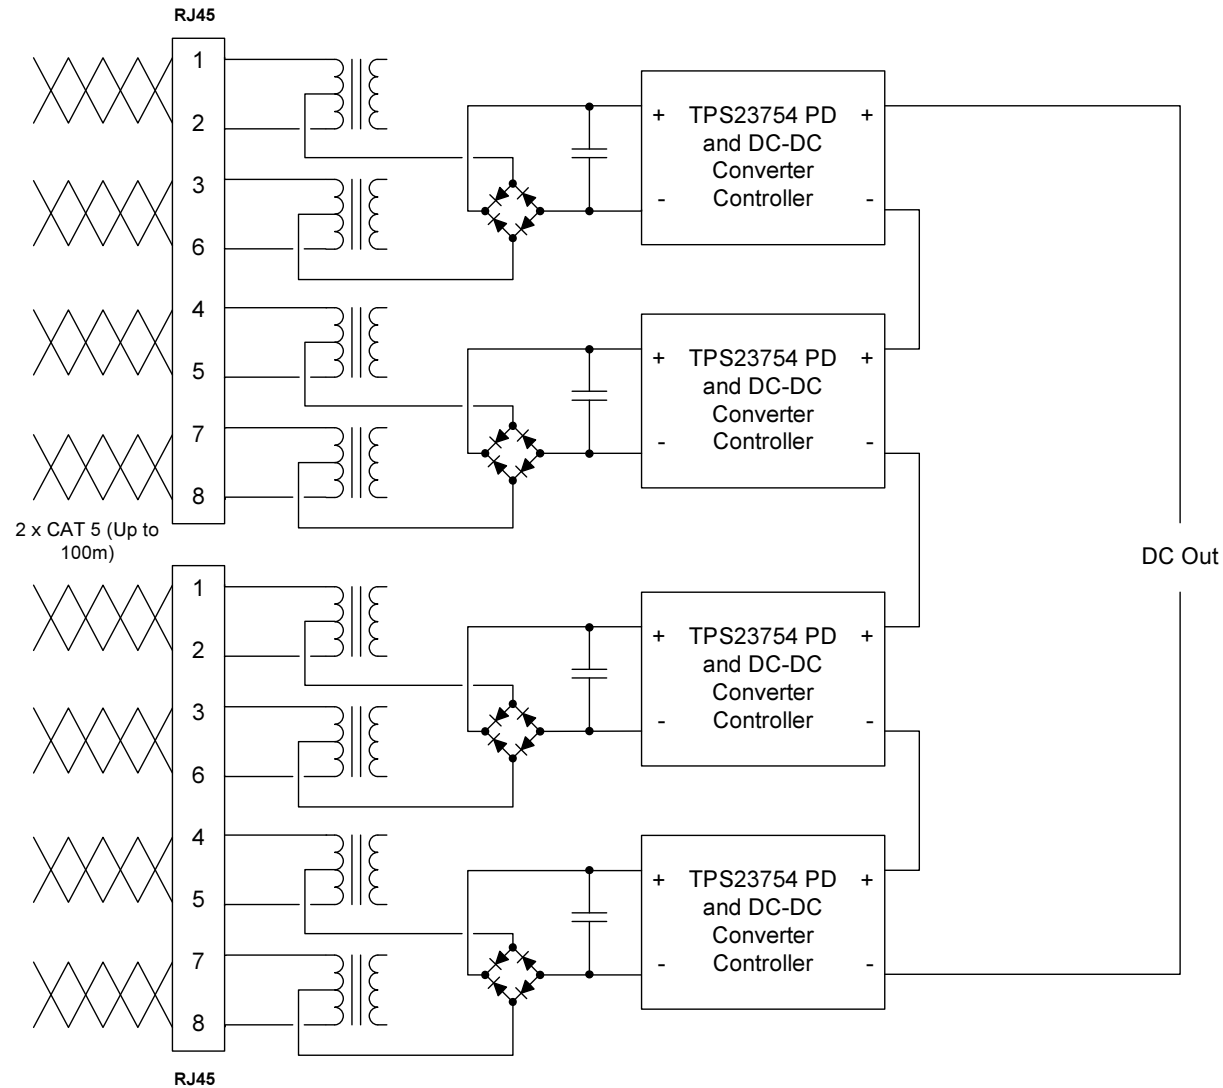 RJ45
1
2
3
6
4
5
7
8
+ TPS23754 PD +
and DC-DC
Converter
- Controller -
+ TPS23754 PD +
and DC-DC
Converter
- Controller -
2 x CAT 5 (Up to
100m)
DC Out
1
2
3
6
4
5
7
8
+ TPS23754 PD +
and DC-DC
Converter
- Controller -
+ TPS23754 PD +
and DC-DC
Converter
- Controller -
RJ45